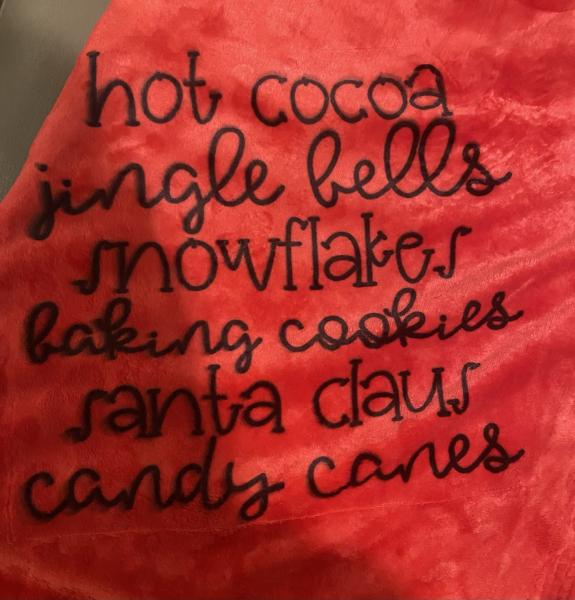 hot cocoa
jingle bells
snowflakes
baking cookies
santa claus
candy canes